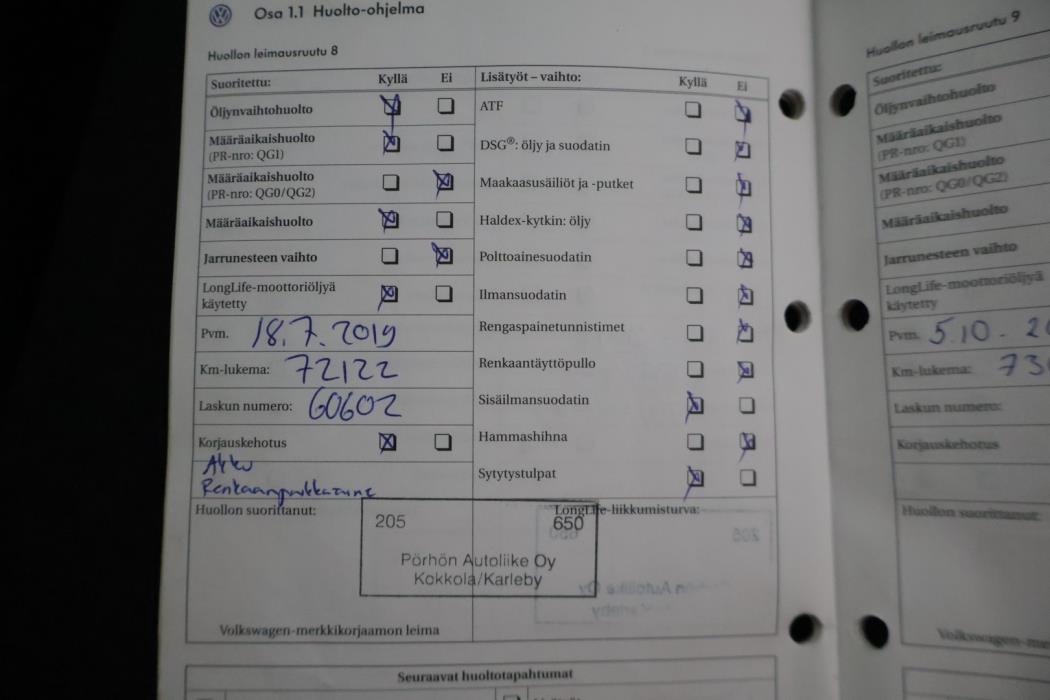 Osa 1.1 Huolto-ohjelma
Huollon leimausruutu 8
Suoritettu: Kyllä Ei
Öljynvaihtohuolto
Määräaikaishuolto
(PR-nro: QG1)
Määräaikaishuolto
(PR-nro: QG0/QG2)
Määräaikaishuolto
Jarrunesteen vaihto
LongLife-moottoriöljyä
käytetty
Pvm. 18.7.2019
Km-lukema: 72122
Laskun numero: 60602
Korjauskehotus
Akku
Huollon suorittanut:
Lisätyöt – vaihto: Kyllä Ei
ATF
DSG®: öljy ja suodatin
Maakaasusäiliöt ja -putket
Haldex-kytkin: öljy
Polttoainesuodatin
Ilmansuodatin
Rengaspainetunnistimet
Renkaantäyttöpullo
Sisäilmansuodatin
Hammashihna
Sytytystulpat
LongLife-liikkumisturva:
205 650
Pörhön Autoliike Oy
Kokkola/Karleby
Volkswagen-merkkikorjaamon leima
Seuraavat huoltotapahtumat
Huollon leimausruutu 9
Suoritettu:
Öljynvaihtohuolto
Määräaikaishuolto
(PR-nro: QG1)
Määräaikaishuolto
(PR-nro: QG0/QG2)
Määräaikaishuolto
Jarrunesteen vaihto
LongLife-moottoriöljyä
käytetty
Pvm. 5.10.
Km-lukema: 73
Laskun numero:
Korjauskehotus
Huollon suorittanut: